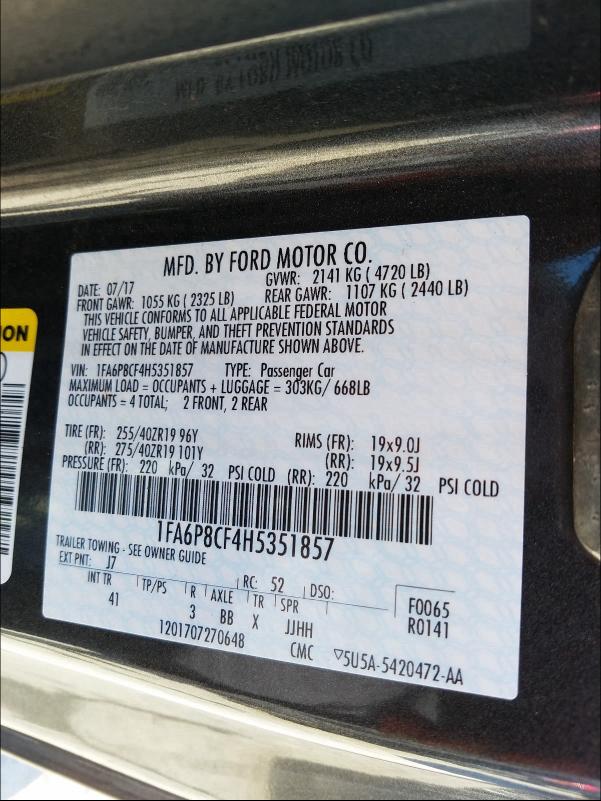 MFD. BY FORD MOTOR CO.
DATE: 07/17 GVWR: 2141 KG ( 4720 LB)
FRONT GAWR: 1055 KG ( 2325 LB) REAR GAWR: 1107 KG ( 2440 LB)
THIS VEHICLE CONFORMS TO ALL APPLICABLE FEDERAL MOTOR
VEHICLE SAFETY, BUMPER, AND THEFT PREVENTION STANDARDS
IN EFFECT ON THE DATE OF MANUFACTURE SHOWN ABOVE.
VIN: 1FA6P8CF4H5351857 TYPE: Passenger Car
MAXIMUM LOAD = OCCUPANTS + LUGGAGE = 303KG/ 668LB
OCCUPANTS = 4 TOTAL; 2 FRONT, 2 REAR
TIRE (FR): 255/40ZR19 96Y RIMS (FR): 19x9.0J
(RR): 275/40ZR19 101Y (RR): 19x9.5J
PRESSURE (FR): 220 kPa/ 32 PSI COLD (RR): 220 kPa/ 32 PSI COLD
1FA6P8CF4H5351857
TRAILER TOWING - SEE OWNER GUIDE
EXT PNT: J7 RC: 52 DSO:
INT TR TP/PS R AXLE TR SPR F0065
41 3 BB X JJHH R0141
1201707270648 CMC ▽5U5A-5420472-AA
ION